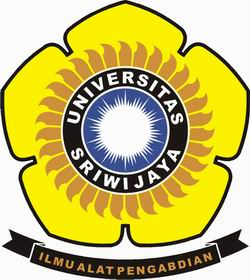 UNIVERSITAS
SRIWIJAYA
ILMU ALAT PENGABDIAN